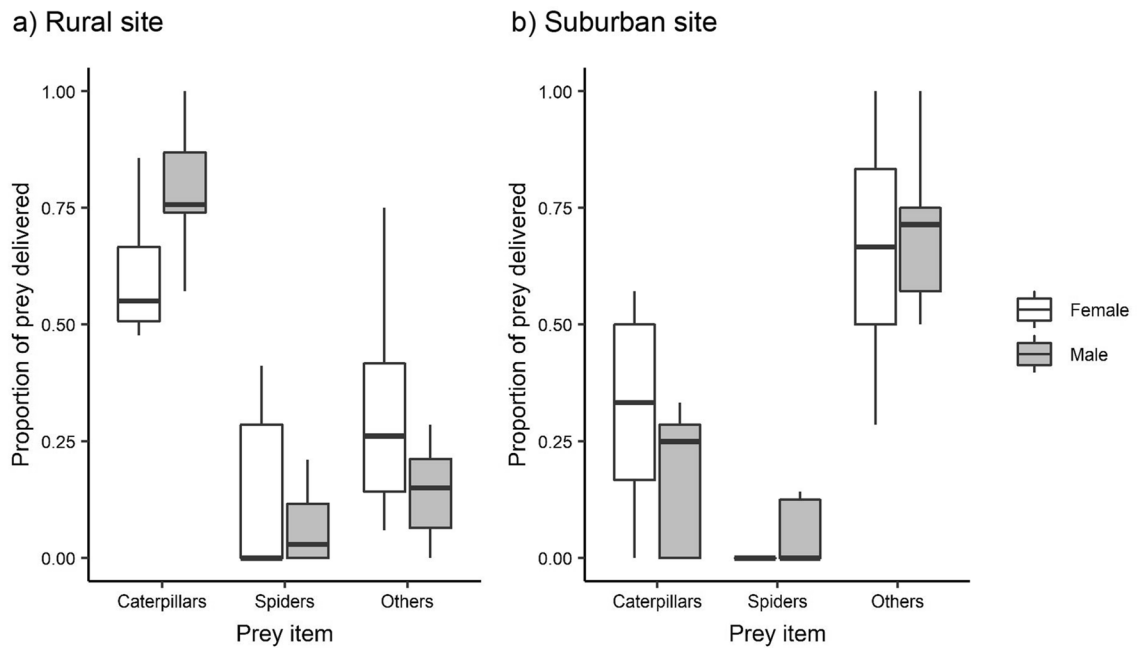 a) Rural site
b) Suburban site
Proportion of prey delivered
1.00
0.75
0.50
0.25
0.00
Caterpillars Spiders Others
Prey item
Proportion of prey delivered
1.00
0.75
0.50
0.25
0.00
Caterpillars Spiders Others
Prey item
Female
Male